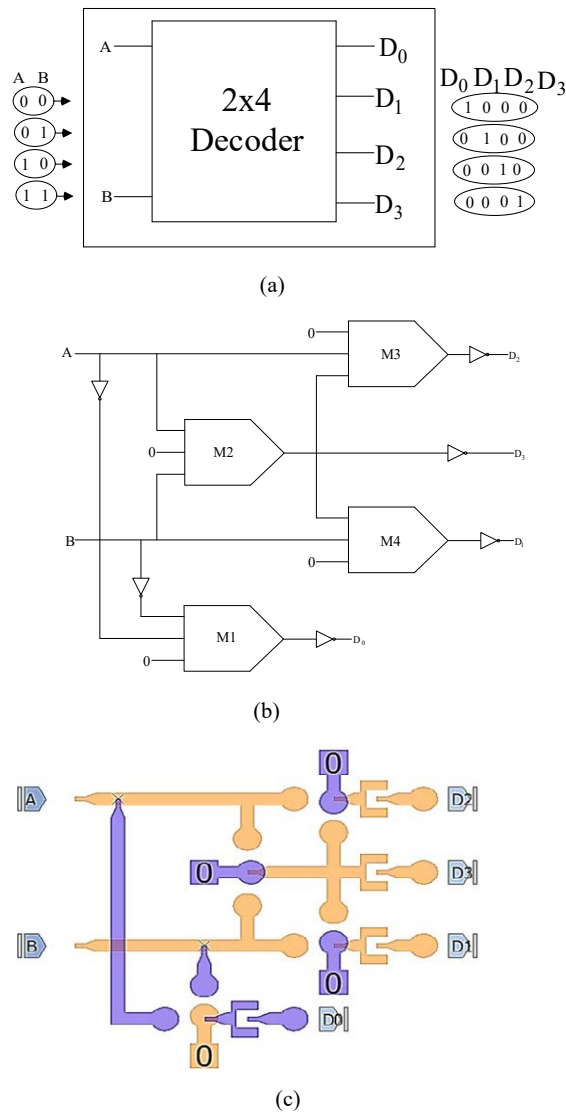 A D₀ D₀ D₁ D₂ D₃
A B
0 0 1 0 0 0
2x4 D₁
0 1 Decoder 0 1 0 0
1 0 D₂ 0 0 1 0
1 1 B D₃ 0 0 0 1
(a)
0
A M3 D₂
M2
0 D₃
B M4 D₁
0
M1 D₀
0
(b)
0
A D2
0 D3
B D1
0
D0
0
(c)